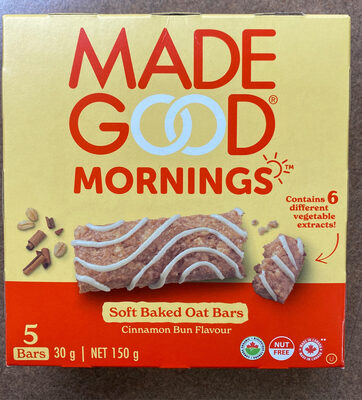 MADE
GOOD®
MORNINGS™
Contains 6
different
vegetable
extracts!
Soft Baked Oat Bars
Cinnamon Bun Flavour
5
Bars 30 g | NET 150 g
NUT
FREE